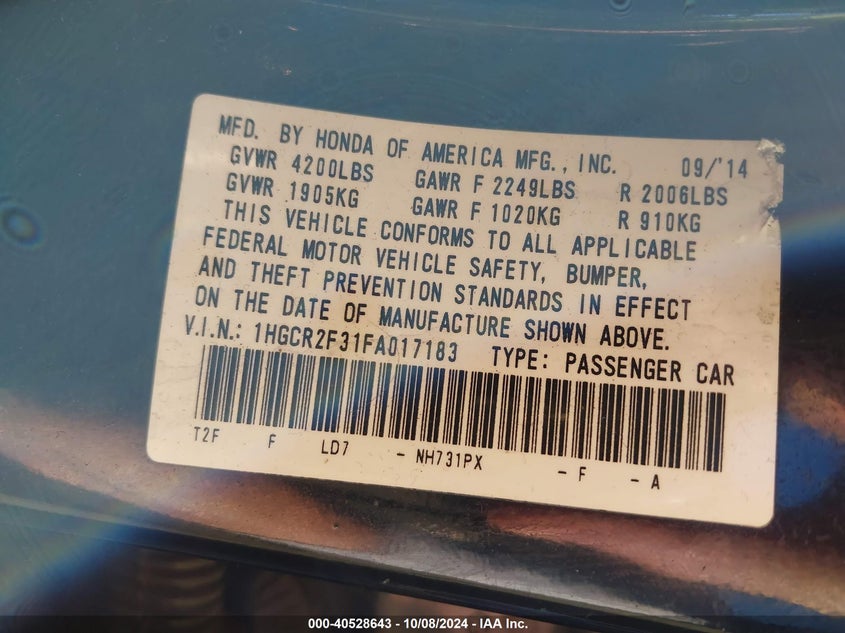 MFD. BY HONDA OF AMERICA MFG., INC. 09/'14
GVWR 4200LBS GAWR F 2249LBS R 2006LBS
GVWR 1905KG GAWR F 1020KG R 910KG
THIS VEHICLE CONFORMS TO ALL APPLICABLE
FEDERAL MOTOR VEHICLE SAFETY, BUMPER,
AND THEFT PREVENTION STANDARDS IN EFFECT
ON THE DATE OF MANUFACTURE SHOWN ABOVE.
V.I.N.: 1HGCR2F31FA017183 TYPE: PASSENGER CAR
T2F F LD7 - NH731PX - F - A
000-40528643 - 10/08/2024 - IAA Inc.